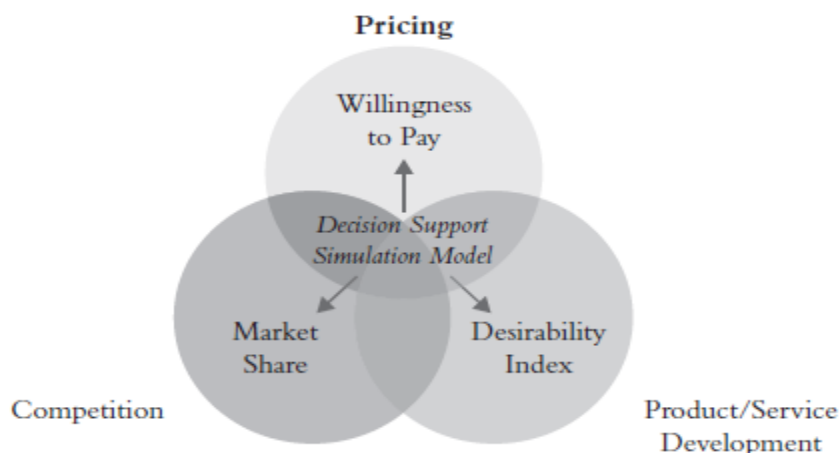 Pricing
Willingness
to Pay
Decision Support
Simulation Model
Market
Share
Desirability
Index
Competition
Product/Service
Development